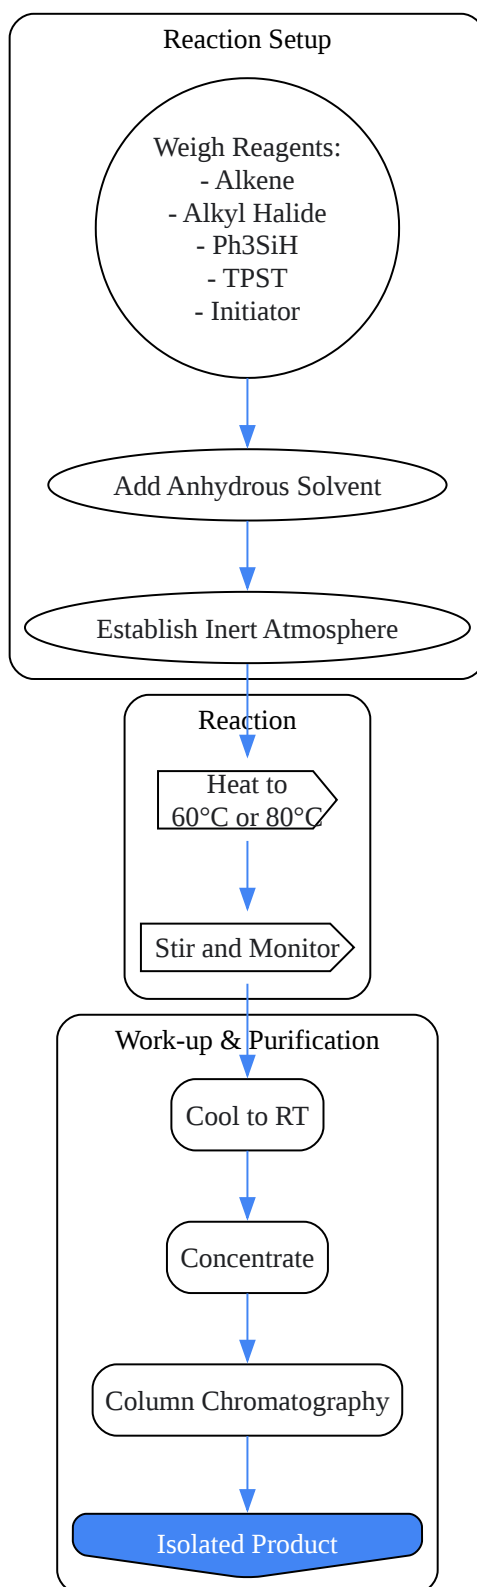 Reaction Setup
Weigh Reagents:
- Alkene
- Alkyl Halide
- Ph3SiH
- TPST
- Initiator
Add Anhydrous Solvent
Establish Inert Atmosphere
Reaction
Heat to
60°C or 80°C
Stir and Monitor
Work-up & Purification
Cool to RT
Concentrate
Column Chromatography
Isolated Product